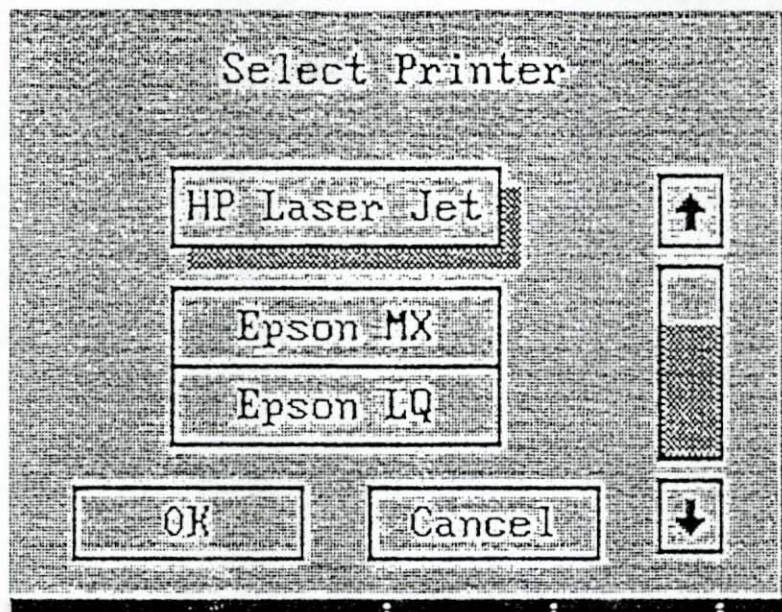 Select Printer
HP Laser Jet
Epson MX
Epson LQ
OK
Cancel